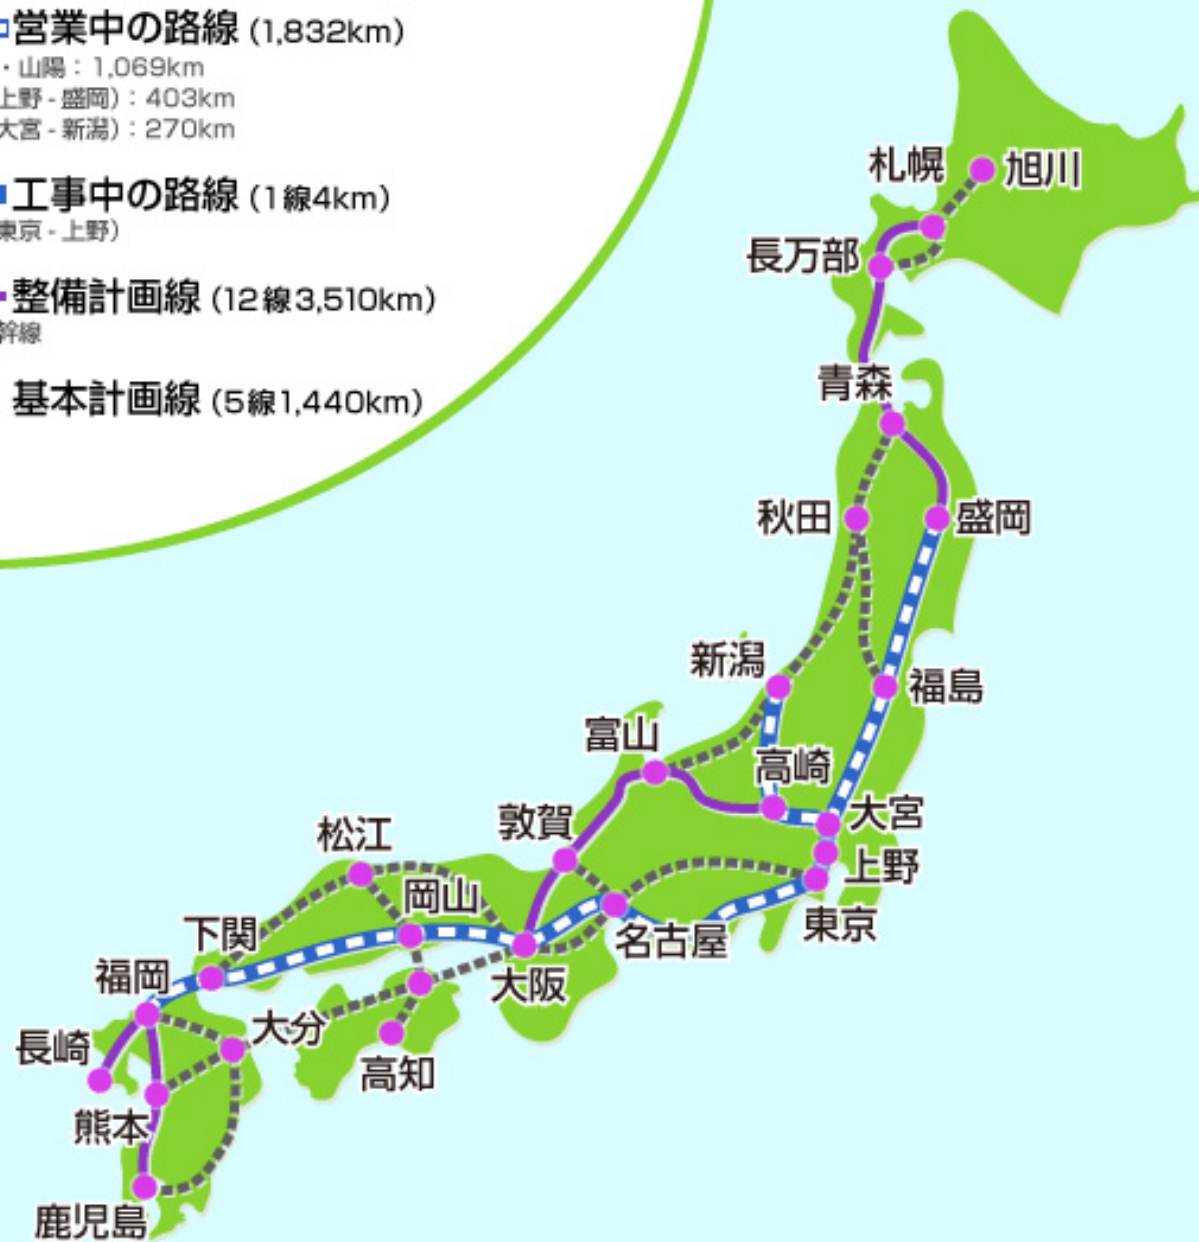 営業中の路線 (1,832km)
・山陽：1,069km
上野 - 盛岡)：403km
大宮 - 新潟)：270km
工事中の路線 (1線4km)
東京 - 上野)
整備計画線 (12線3,510km)
幹線
基本計画線 (5線1,440km)
札幌
旭川
長万部
青森
秋田
盛岡
新潟
福島
富山
高崎
大宮
敦賀
上野
松江
岡山
東京
下関
名古屋
福岡
大阪
大分
長崎
高知
熊本
鹿児島